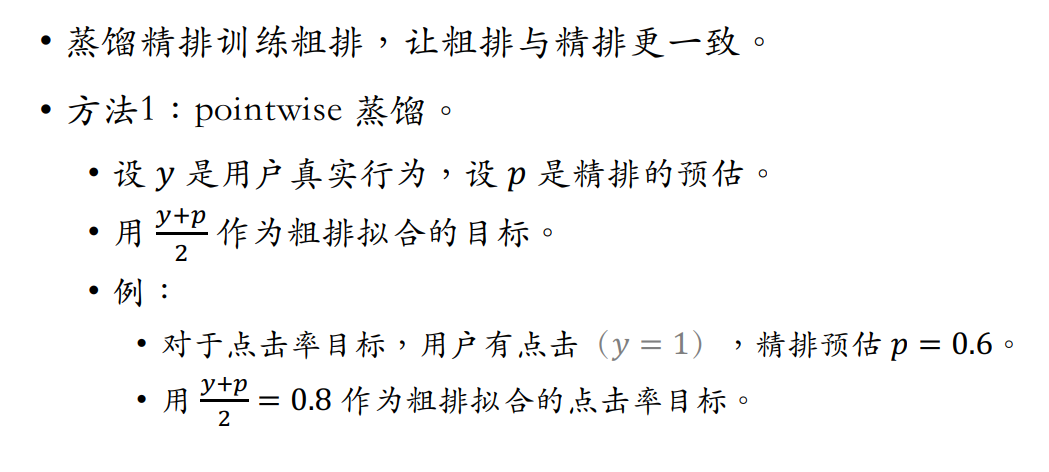 • 蒸馏精排训练粗排，让粗排与精排更一致。
• 方法1：pointwise 蒸馏。
• 设 y 是用户真实行为，设 p 是精排的预估。
• 用 \frac{y+p}{2} 作为粗排拟合的目标。
• 例：
• 对于点击率目标，用户有点击（y = 1），精排预估 p = 0.6。
• 用 \frac{y+p}{2} = 0.8 作为粗排拟合的点击率目标。